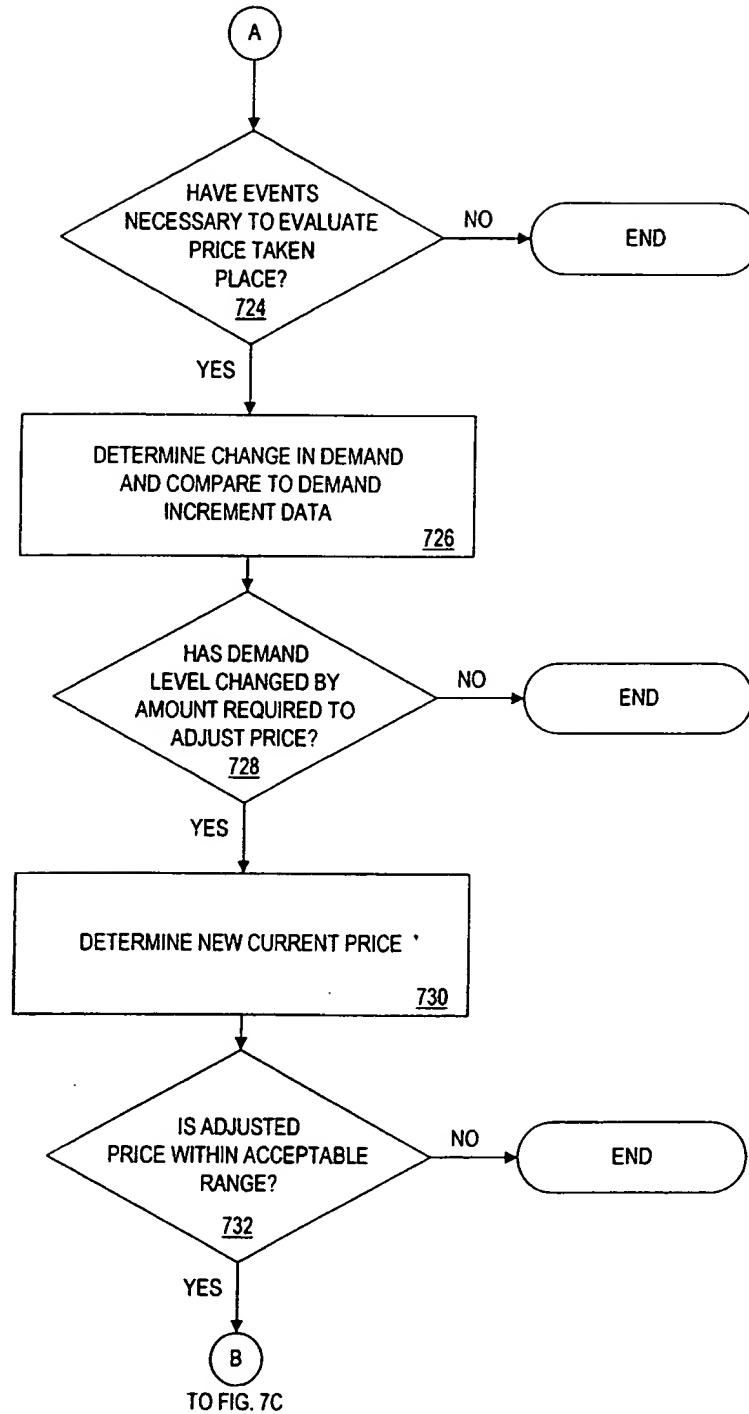 A
HAVE EVENTS
NECESSARY TO EVALUATE
PRICE TAKEN
PLACE?
724
NO
END
YES
DETERMINE CHANGE IN DEMAND
AND COMPARE TO DEMAND
INCREMENT DATA
726
HAS DEMAND
LEVEL CHANGED BY
AMOUNT REQUIRED TO
ADJUST PRICE?
728
NO
END
YES
DETERMINE NEW CURRENT PRICE
730
IS ADJUSTED
PRICE WITHIN ACCEPTABLE
RANGE?
732
NO
END
YES
B
TO FIG. 7C